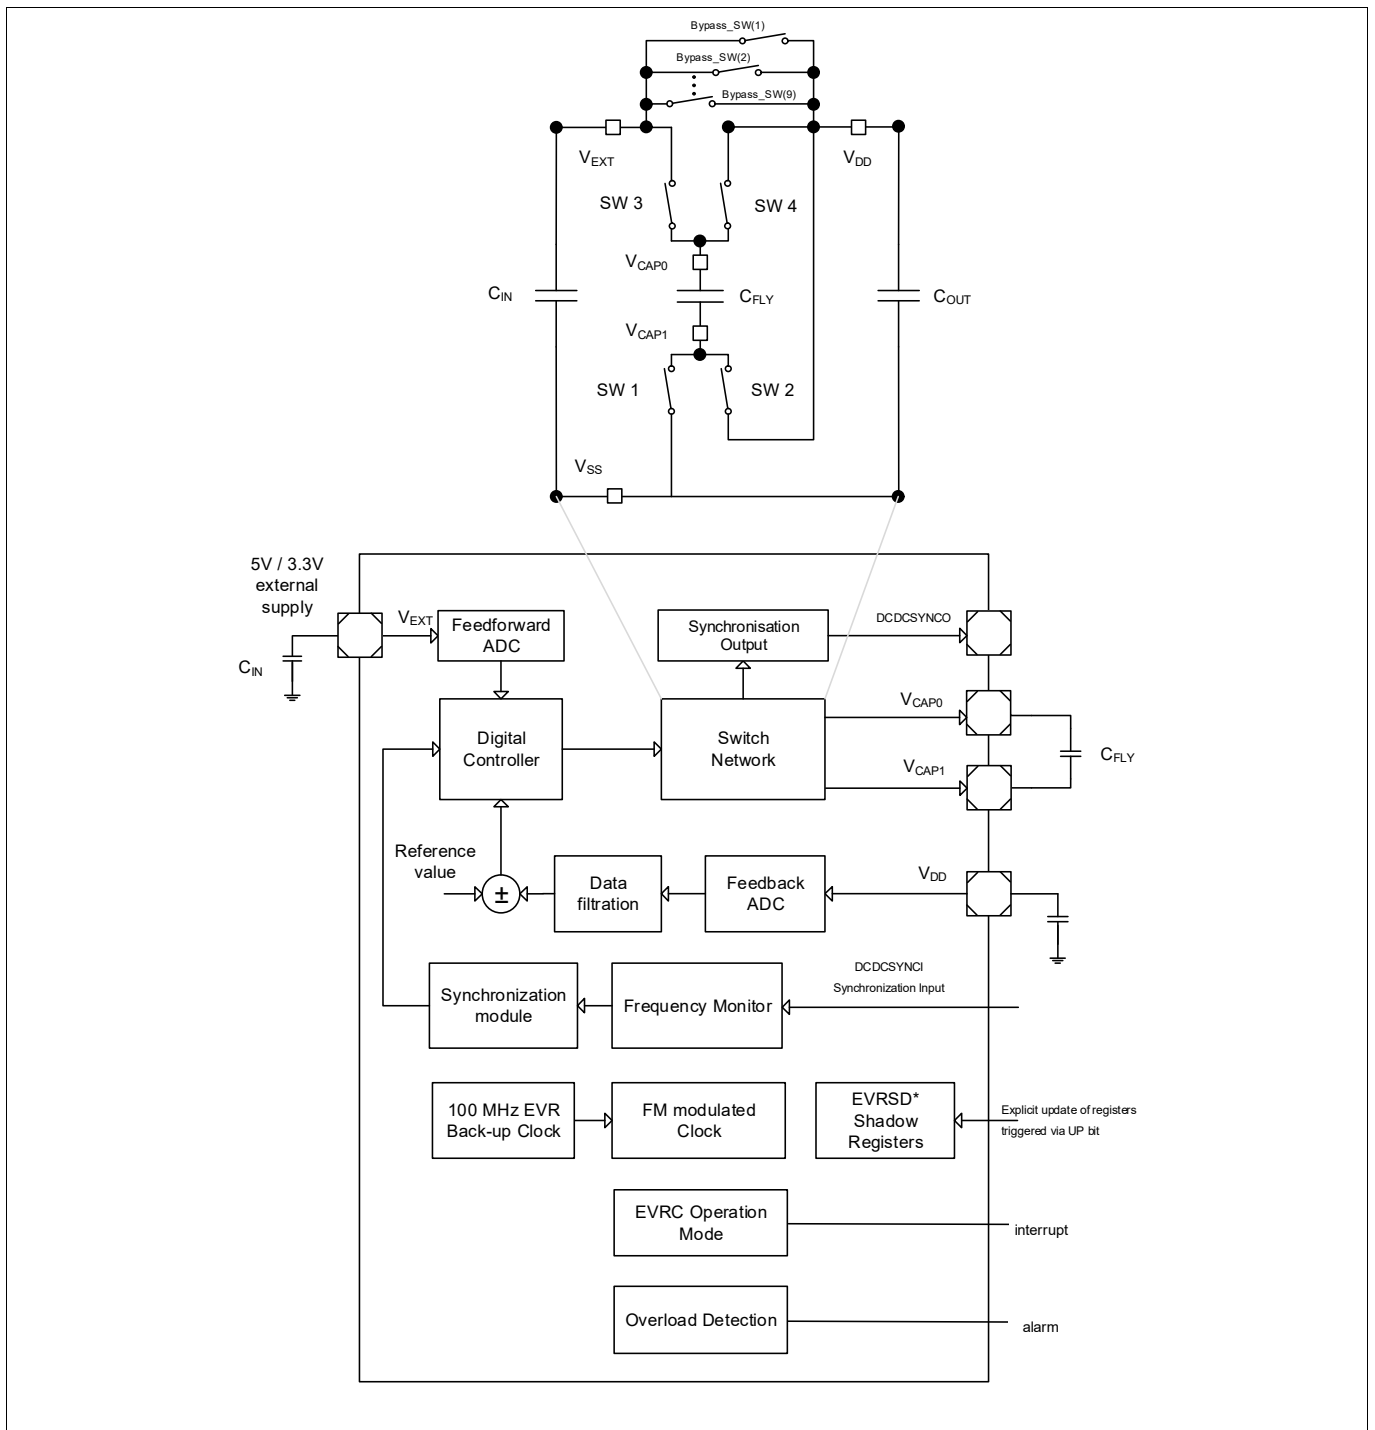 Bypass_SW(1)
Bypass_SW(2)
Bypass_SW(9)
VEXT
VDD
SW 3
SW 4
VCAP0
CIN
CFLY
COUT
VCAP1
SW 1
SW 2
VSS
5V / 3.3V
external
supply
VEXT
Feedforward
ADC
Synchronisation
Output
DCDCSYNCO
CIN
VCAP0
Digital
Controller
Switch
Network
CFLY
VCAP1
Reference
value
±
Data
filtration
Feedback
ADC
VDD
DCDCSYNCI
Synchronization Input
Synchronization
module
Frequency Monitor
100 MHz EVR
Back-up Clock
FM modulated
Clock
EVRSD*
Shadow
Registers
Explicit update of registers
triggered via UP bit
EVRC Operation
Mode
interrupt
Overload Detection
alarm